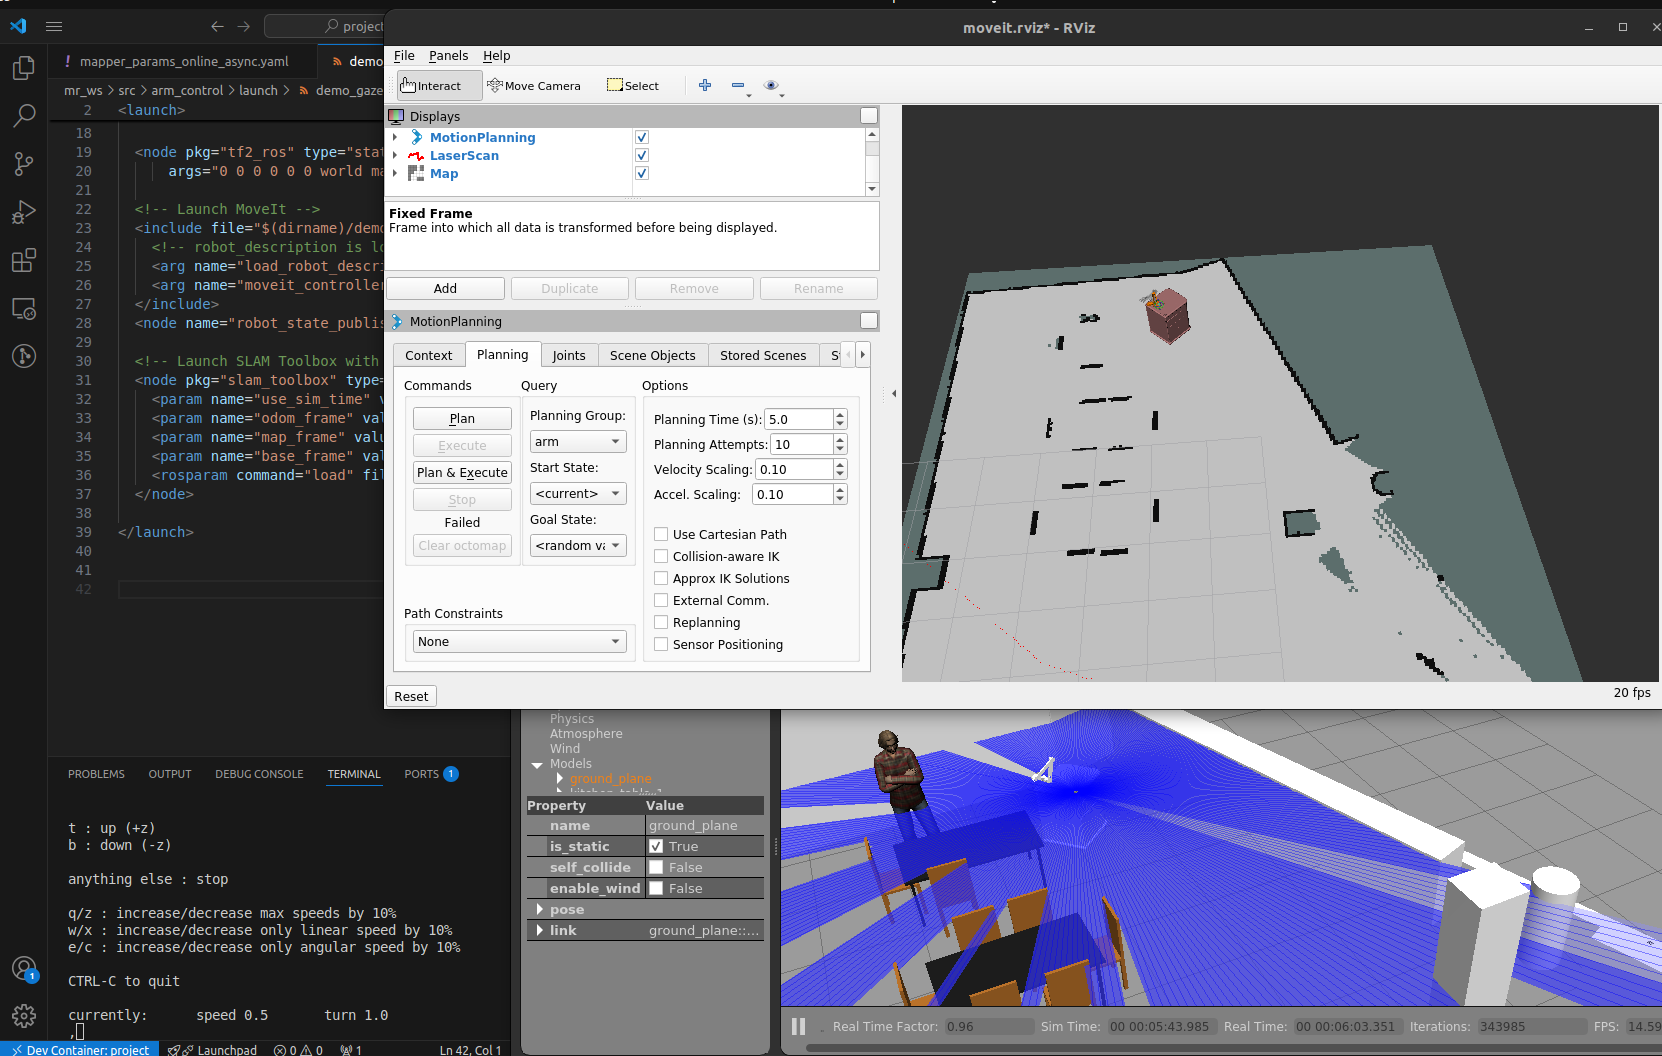 project
moveit.rviz* - RViz
mapper_params_online_async.yaml
demo
mr_ws > src > arm_control > launch > demo_gaze
2 <launch>
18
19 <node pkg="tf2_ros" type="stat
20 args="0 0 0 0 0 0 world ma
21
22 <!-- Launch MoveIt -->
23 <include file="$(dirname)/demo
24 <!-- robot_description is lo
25 <arg name="load_robot_descri
26 <arg name="moveit_controller
27 </include>
28 <node name="robot_state_publis
29
30 <!-- Launch SLAM Toolbox with
31 <node pkg="slam_toolbox" type=
32 <param name="use_sim_time" v
33 <param name="odom_frame" val
34 <param name="map_frame" valu
35 <param name="base_frame" val
36 <rosparam command="load" fil
37 </node>
38
39 </launch>
40
41
42
File Panels Help
Interact Move Camera Select
Displays
MotionPlanning
LaserScan
Map
Fixed Frame
Frame into which all data is transformed before being displayed.
Add Duplicate Remove Rename
MotionPlanning
Context Planning Joints Scene Objects Stored Scenes
Commands Query Options
Plan
Execute
Plan & Execute
Stop
Failed
Clear octomap
Planning Group:
arm
Start State:
<current>
Goal State:
<random va
Planning Time (s): 5.0
Planning Attempts: 10
Velocity Scaling: 0.10
Accel. Scaling: 0.10
Use Cartesian Path
Collision-aware IK
Approx IK Solutions
External Comm.
Replanning
Sensor Positioning
Path Constraints
None
Reset
20 fps
PROBLEMS OUTPUT DEBUG CONSOLE TERMINAL PORTS 1
t : up (+z)
b : down (-z)
anything else : stop
q/z : increase/decrease max speeds by 10%
w/x : increase/decrease only linear speed by 10%
e/c : increase/decrease only angular speed by 10%
CTRL-C to quit
currently: speed 0.5 turn 1.0
,
1
Dev Container: project Launchpad 0 0 1 Ln 42, Col 1
Physics
Atmosphere
Wind
Models
ground_plane
Property Value
name ground_plane
is_static True
self_collide False
enable_wind False
pose
link ground_plane::...
Real Time Factor: 0.96 Sim Time: 00 00:05:43.985 Real Time: 00 00:06:03.351 Iterations: 343985 FPS: 14.59